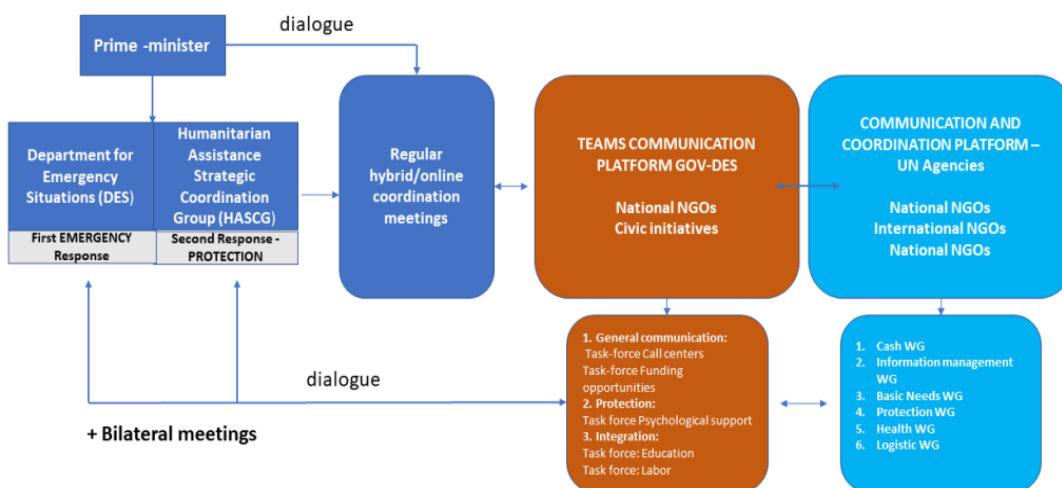 dialogue
Prime -minister
Department for
Emergency
Situations (DES)
First EMERGENCY
Response
Humanitarian
Assistance
Strategic
Coordination
Group (HASCG)
Second Response -
PROTECTION
Regular
hybrid/online
coordination
meetings
TEAMS COMMUNICATION
PLATFORM GOV-DES
National NGOs
Civic initiatives
COMMUNICATION AND
COORDINATION PLATFORM –
UN Agencies
National NGOs
International NGOs
National NGOs
dialogue
+ Bilateral meetings
1. General communication:
Task-force Call centers
Task-force Funding
opportunities
2. Protection:
Task force Psychological support
3. Integration:
Task force: Education
Task force: Labor
1. Cash WG
2. Information management
WG
3. Basic Needs WG
4. Protection WG
5. Health WG
6. Logistic WG